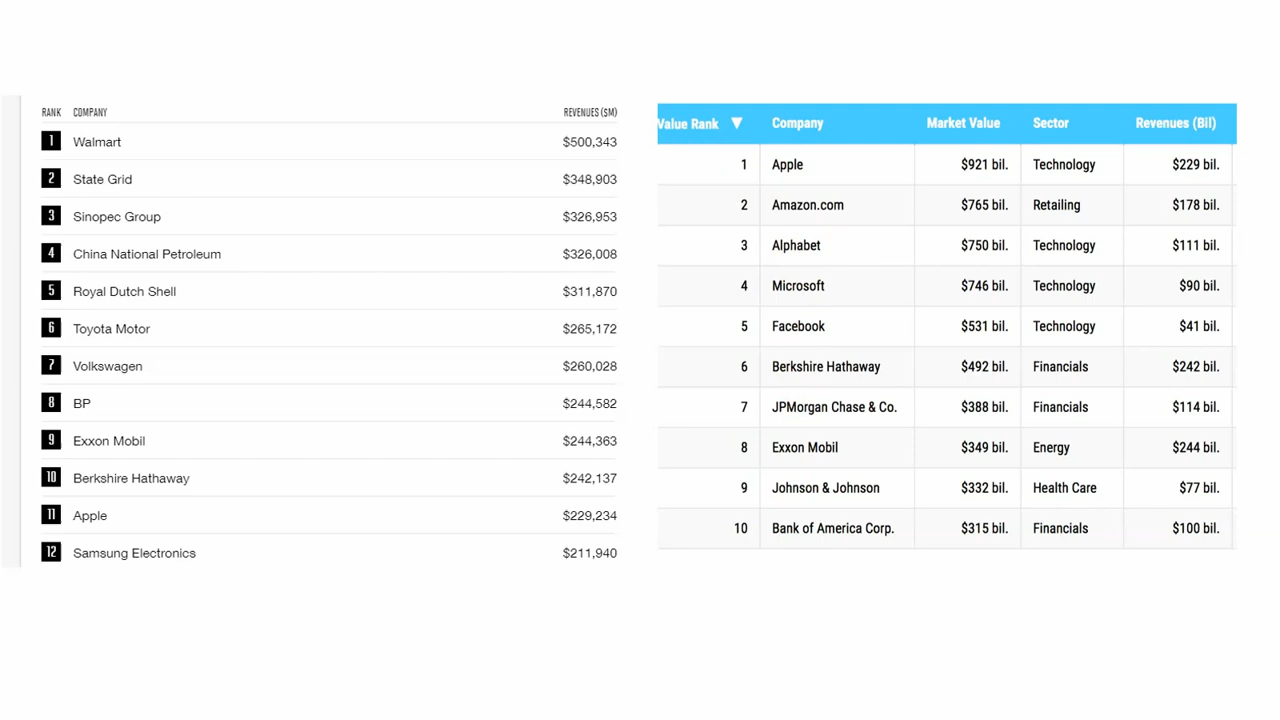 RANK COMPANY REVENUES ($M)
1 Walmart $500,343
2 State Grid $348,903
3 Sinopec Group $326,953
4 China National Petroleum $326,008
5 Royal Dutch Shell $311,870
6 Toyota Motor $265,172
7 Volkswagen $260,028
8 BP $244,582
9 Exxon Mobil $244,363
10 Berkshire Hathaway $242,137
11 Apple $229,234
12 Samsung Electronics $211,940
Value Rank ▼ Company Market Value Sector Revenues (Bil)
1 Apple $921 bil. Technology $229 bil.
2 Amazon.com $765 bil. Retailing $178 bil.
3 Alphabet $750 bil. Technology $111 bil.
4 Microsoft $746 bil. Technology $90 bil.
5 Facebook $531 bil. Technology $41 bil.
6 Berkshire Hathaway $492 bil. Financials $242 bil.
7 JPMorgan Chase & Co. $388 bil. Financials $114 bil.
8 Exxon Mobil $349 bil. Energy $244 bil.
9 Johnson & Johnson $332 bil. Health Care $77 bil.
10 Bank of America Corp. $315 bil. Financials $100 bil.